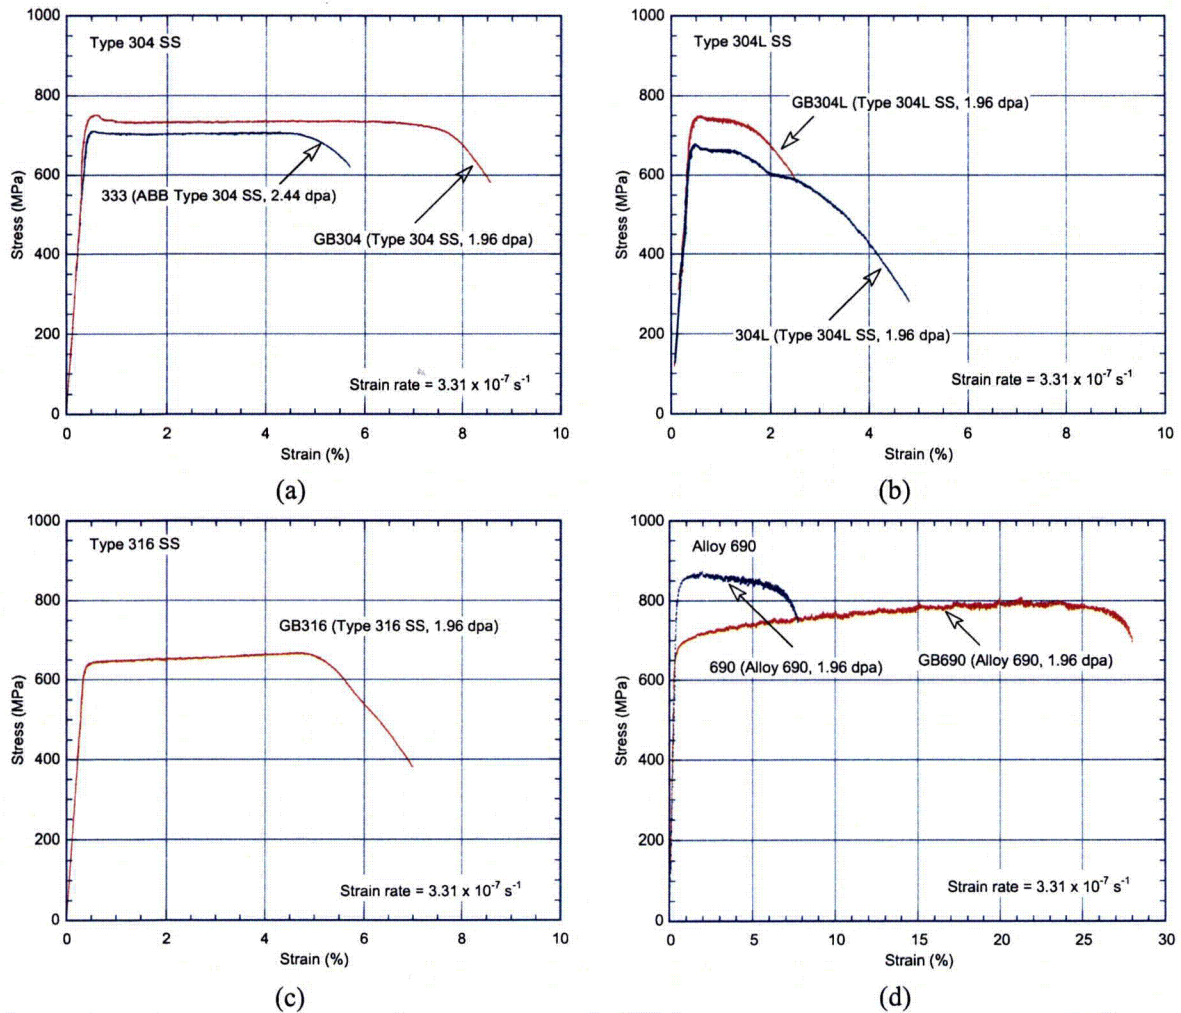 1000
Type 304 SS
800
333 (ABB Type 304 SS, 2.44 dpa)
GB304 (Type 304 SS, 1.96 dpa)
600
400
200
0
Stress (MPa)
Strain rate = 3.31 x 10⁻⁷ s⁻¹
0 2 4 6 8 10
Strain (%)
(a)
1000
Type 304L SS
800
GB304L (Type 304L SS, 1.96 dpa)
600
400
304L (Type 304L SS, 1.96 dpa)
200
0
Stress (MPa)
Strain rate = 3.31 x 10⁻⁷ s⁻¹
0 2 4 6 8 10
Strain (%)
(b)
1000
Type 316 SS
800
GB316 (Type 316 SS, 1.96 dpa)
600
400
200
0
Stress (MPa)
Strain rate = 3.31 x 10⁻⁷ s⁻¹
0 2 4 6 8 10
Strain (%)
(c)
1000
Alloy 690
800
690 (Alloy 690, 1.96 dpa)
GB690 (Alloy 690, 1.96 dpa)
600
400
200
0
Stress (MPa)
Strain rate = 3.31 x 10⁻⁷ s⁻¹
0 5 10 15 20 25 30
Strain (%)
(d)